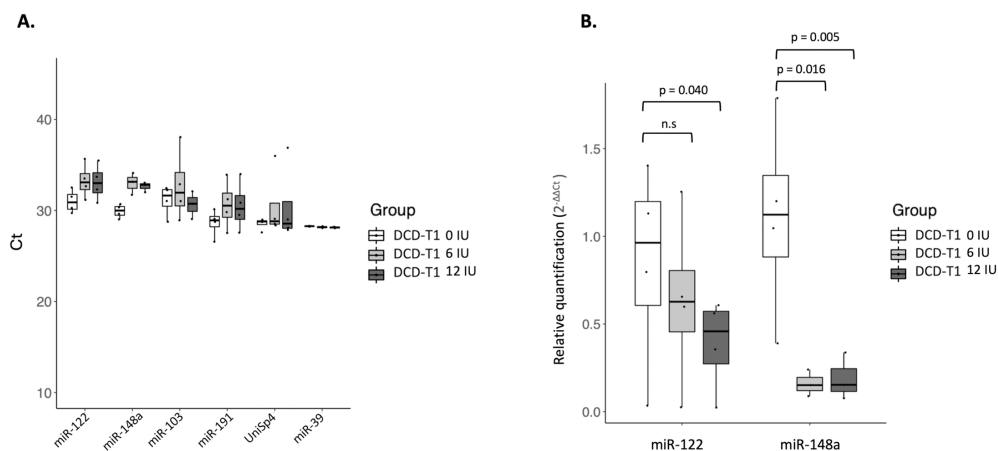 A.
Ct
40
30
20
10
miR-122
miR-148a
miR-103
miR-191
UniSp4
miR-39
Group
DCD-T1 0 IU
DCD-T1 6 IU
DCD-T1 12 IU
B.
Relative quantification (2^-ΔΔCt)
1.5
1.0
0.5
0.0
p = 0.005
p = 0.016
p = 0.040
n.s
miR-122
miR-148a
Group
DCD-T1 0 IU
DCD-T1 6 IU
DCD-T1 12 IU